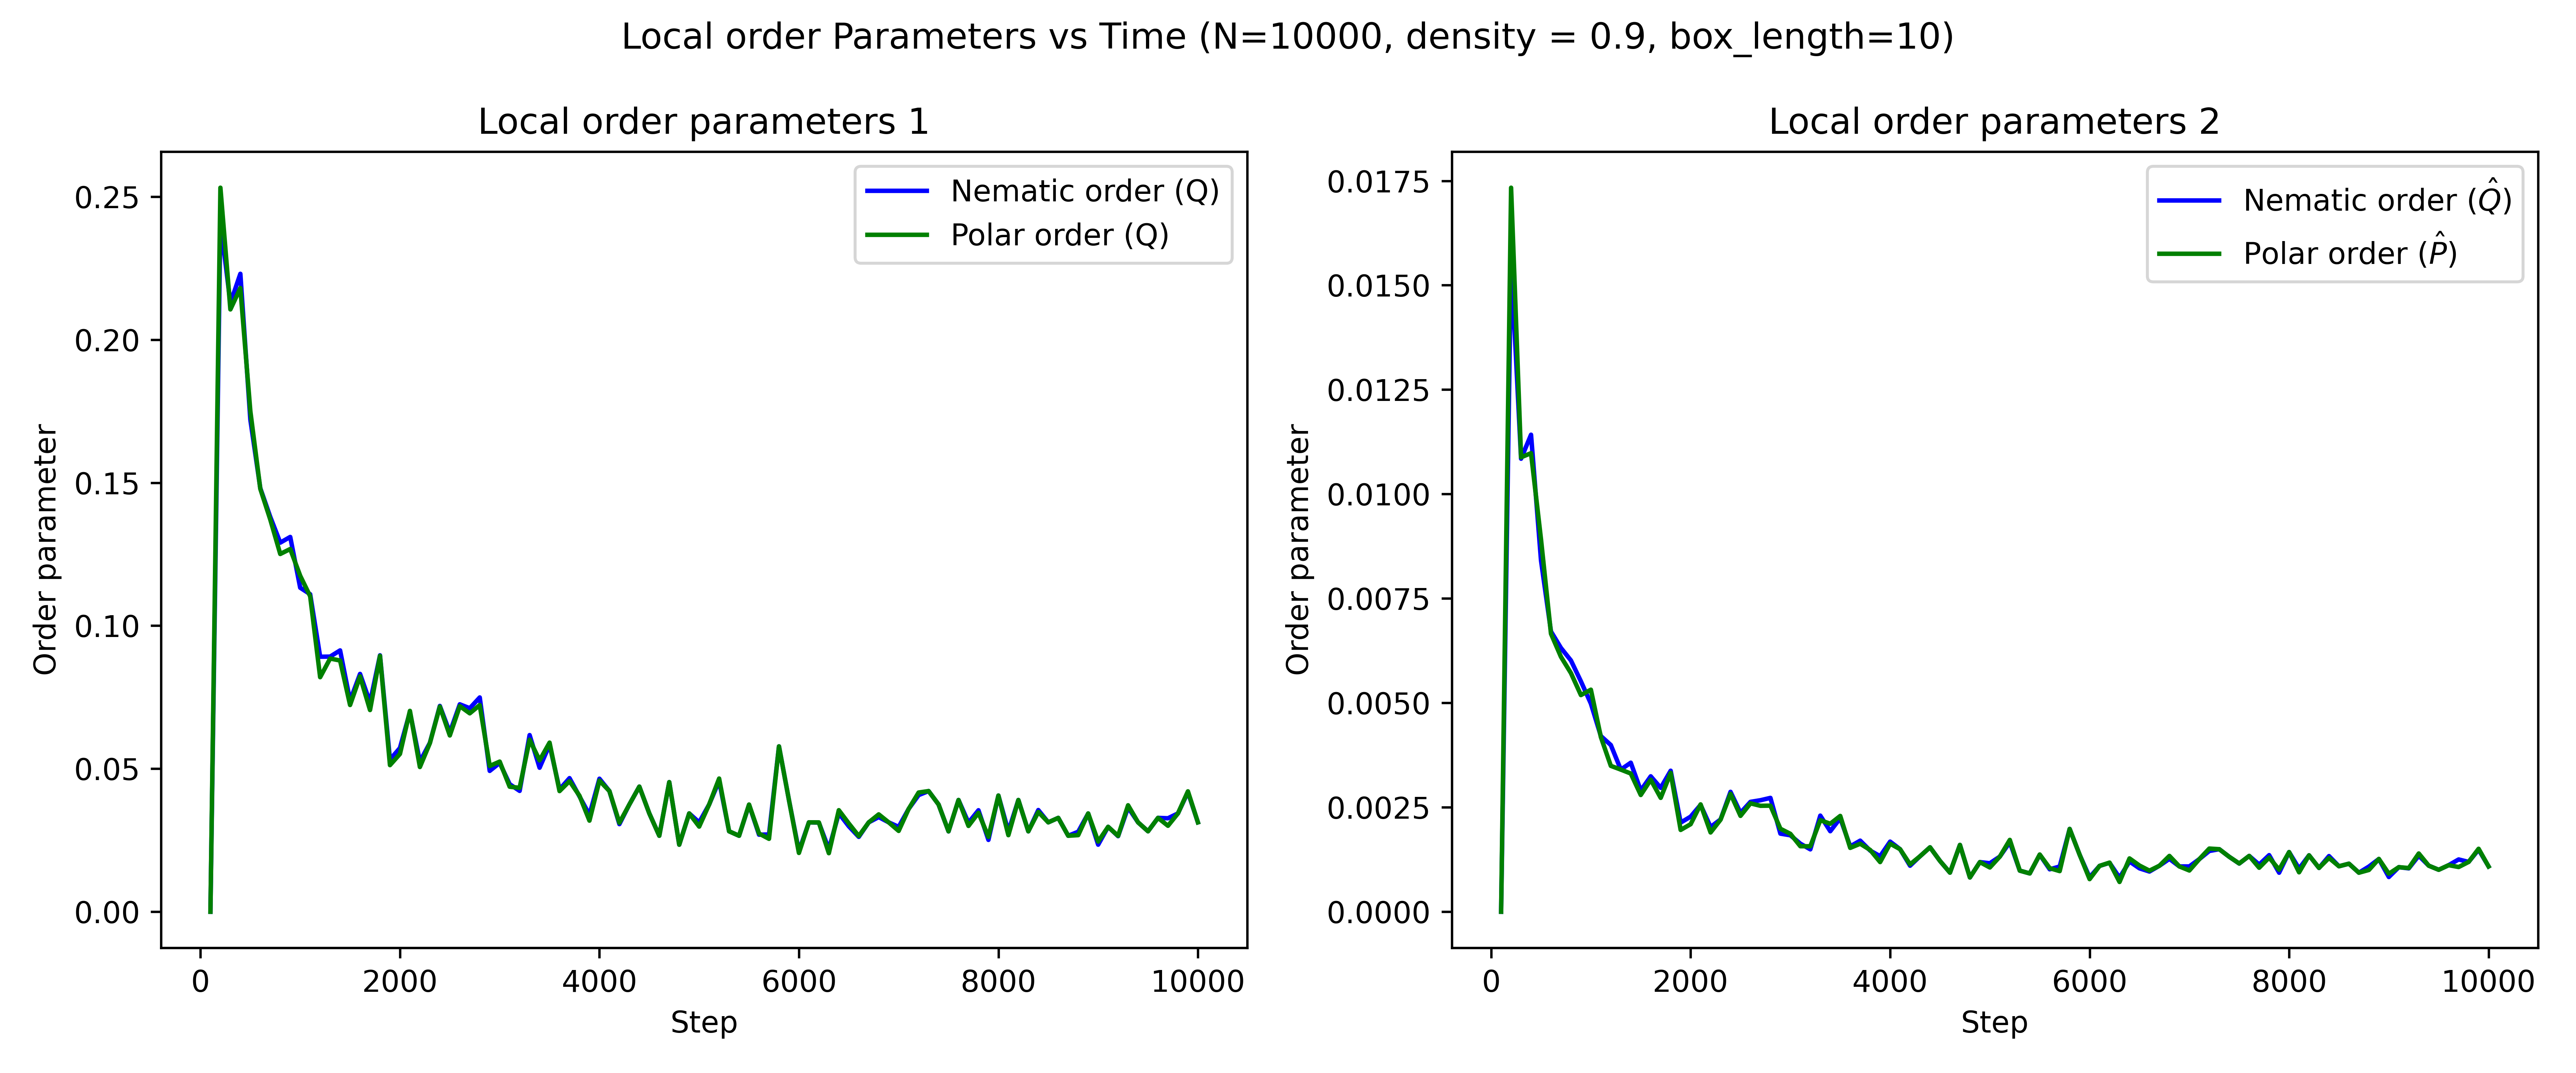 Local order Parameters vs Time (N=10000, density = 0.9, box_length=10)
Local order parameters 1
0.25
0.20
0.15
0.10
0.05
0.00
Order parameter
Nematic order (Q)
Polar order (Q)
0
2000
4000
6000
8000
10000
Step
Local order parameters 2
0.0175
0.0150
0.0125
0.0100
0.0075
0.0050
0.0025
0.0000
Order parameter
Nematic order (Q̂)
Polar order (P̂)
0
2000
4000
6000
8000
10000
Step